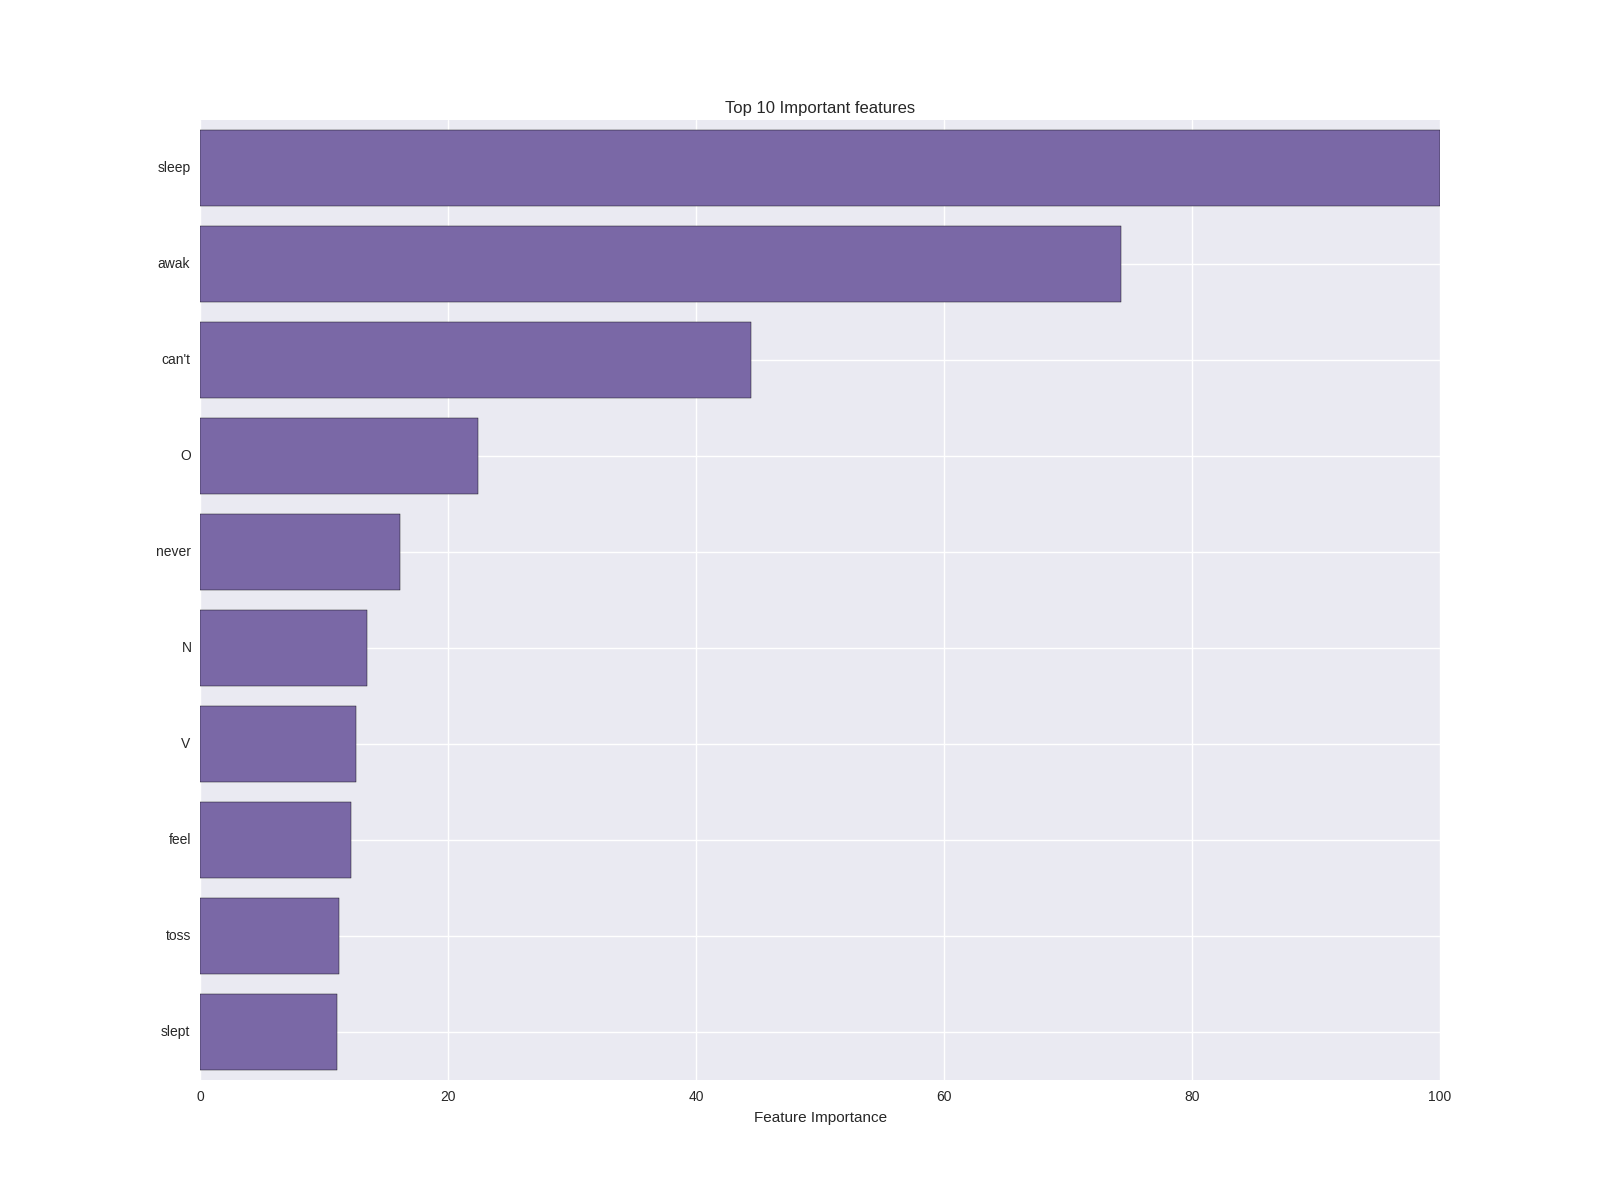 Top 10 Important features
sleep
awak
can't
O
never
N
V
feel
toss
slept
0 20 40 60 80 100
Feature Importance